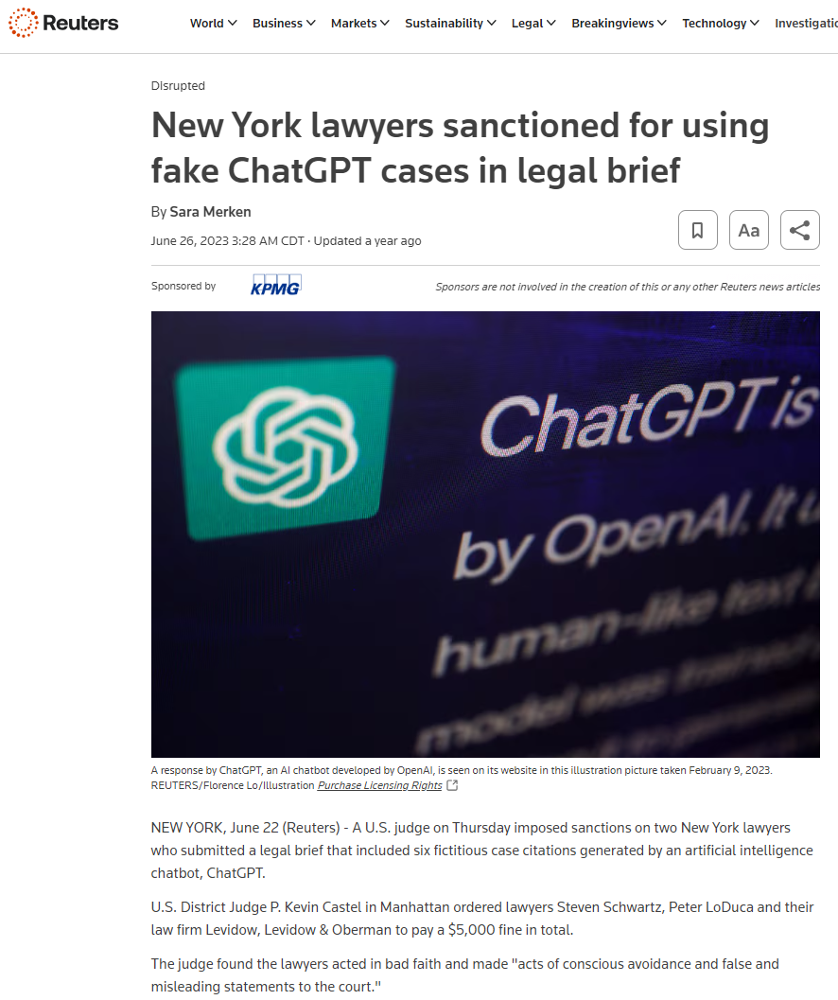 Reuters
World
Business
Markets
Sustainability
Legal
Breakingviews
Technology
Investigatio
Disrupted
New York lawyers sanctioned for using
fake ChatGPT cases in legal brief
By Sara Merken
June 26, 2023 3:28 AM CDT · Updated a year ago
Aa
Sponsored by
KPMG
Sponsors are not involved in the creation of this or any other Reuters news articles
ChatGPT is
by OpenAI. It u
human-like text
model was trained
it to
A response by ChatGPT, an AI chatbot developed by OpenAI, is seen on its website in this illustration picture taken February 9, 2023.
REUTERS/Florence Lo/Illustration Purchase Licensing Rights
NEW YORK, June 22 (Reuters) - A U.S. judge on Thursday imposed sanctions on two New York lawyers
who submitted a legal brief that included six fictitious case citations generated by an artificial intelligence
chatbot, ChatGPT.
U.S. District Judge P. Kevin Castel in Manhattan ordered lawyers Steven Schwartz, Peter LoDuca and their
law firm Levidow, Levidow & Oberman to pay a $5,000 fine in total.
The judge found the lawyers acted in bad faith and made "acts of conscious avoidance and false and
misleading statements to the court."